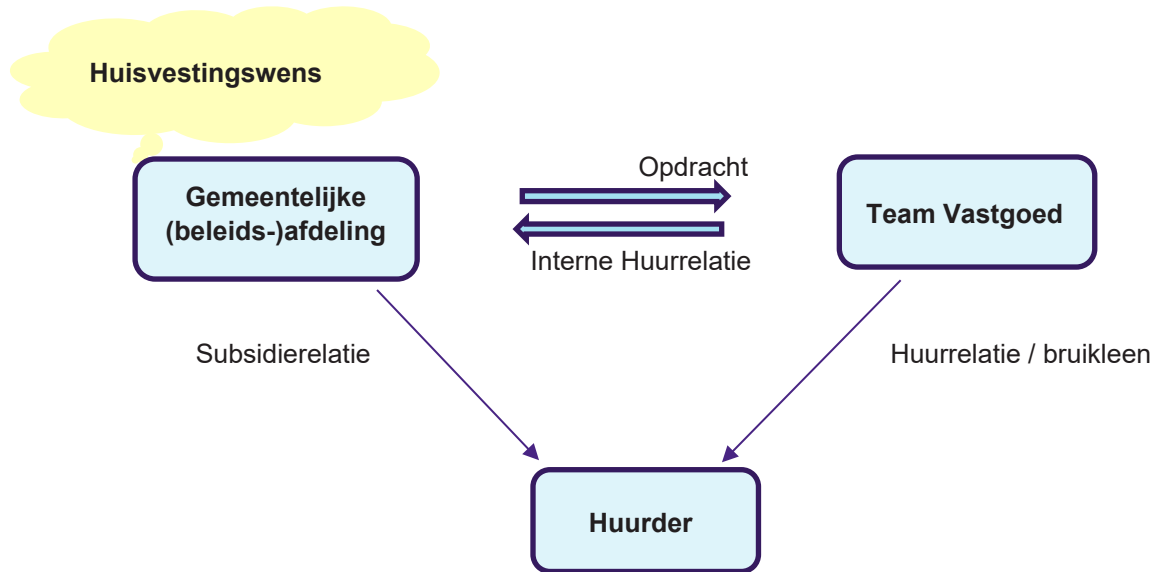 Huisvestingswens
Opdracht
Gemeentelijke
(beleids-)afdeling
Team Vastgoed
Interne Huurrelatie
Subsidierelatie
Huurrelatie / bruikleen
Huurder